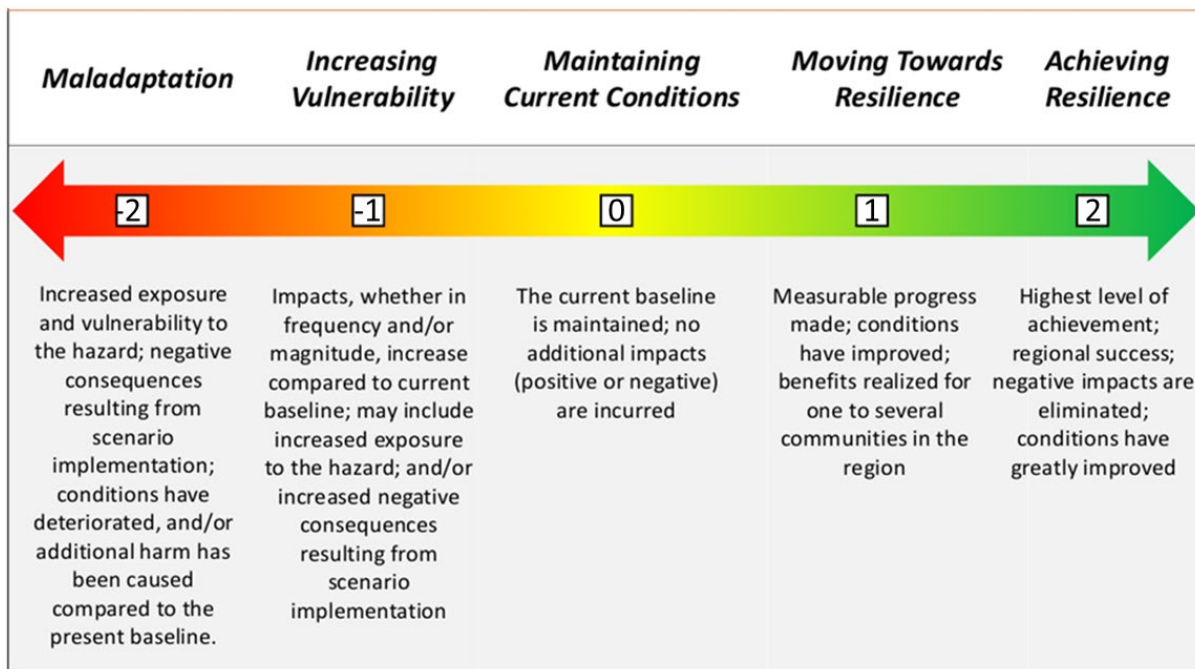 Maladaptation
Increasing
Vulnerability
Maintaining
Current Conditions
Moving Towards
Resilience
Achieving
Resilience
-2
-1
0
1
2
Increased exposure
and vulnerability to
the hazard; negative
consequences
resulting from
scenario
implementation;
conditions have
deteriorated, and/or
additional harm has
been caused
compared to the
present baseline.
Impacts, whether in
frequency and/or
magnitude, increase
compared to current
baseline; may include
increased exposure
to the hazard; and/or
increased negative
consequences
resulting from
scenario
implementation
The current baseline
is maintained; no
additional impacts
(positive or negative)
are incurred
Measurable progress
made; conditions
have improved;
benefits realized for
one to several
communities in the
region
Highest level of
achievement;
regional success;
negative impacts are
eliminated;
conditions have
greatly improved